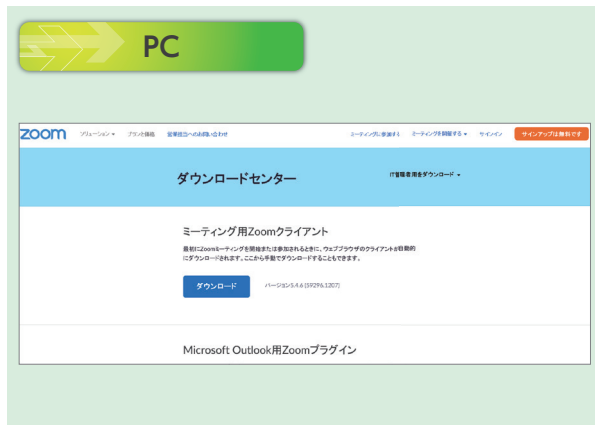 PC
zoom ソリューション プランと価格 営業担当へのお問い合わせ ミーティングに参加する ミーティングを開催する サインイン サインアップは無料です
ダウンロードセンター IT管理者用をダウンロード
ミーティング用Zoomクライアント
最初にZoomミーティングを開始または参加されるときに、ウェブブラウザのクライアントが自動的
にダウンロードされます。ここから手動でダウンロードすることもできます。
ダウンロード バージョン5.4.6 (59296.1207)
Microsoft Outlook用Zoomプラグイン